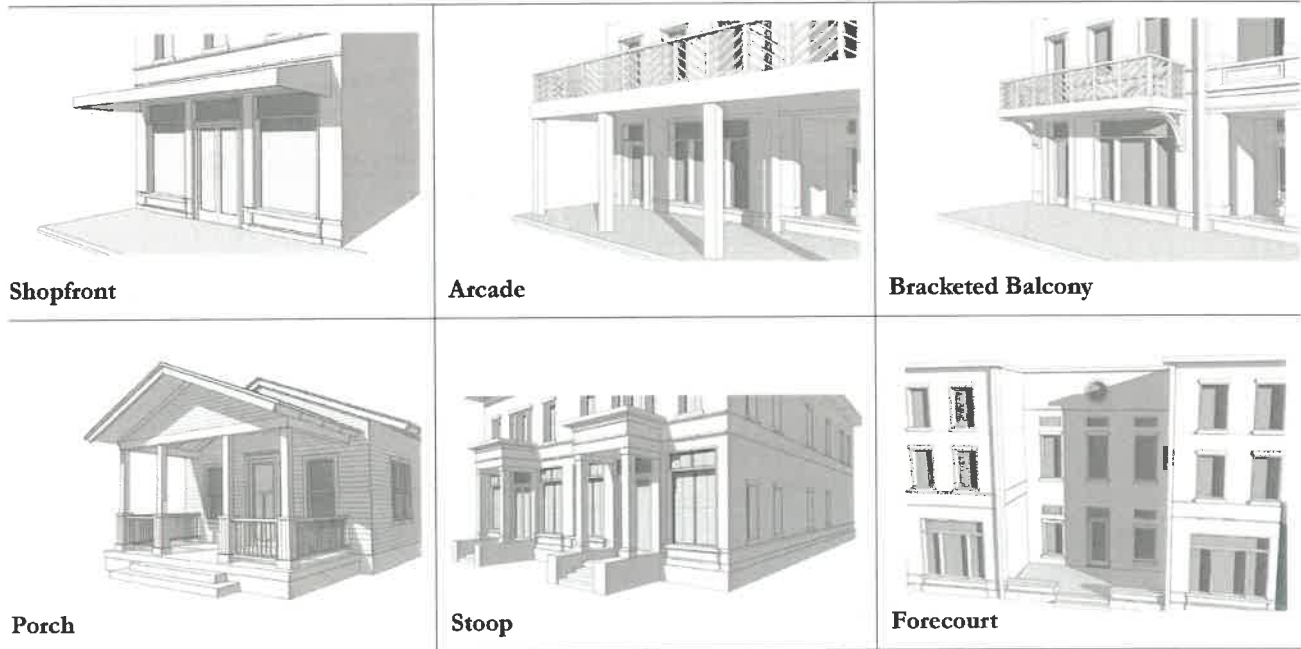 Shopfront
Arcade
Bracketed Balcony
Porch
Stoop
Forecourt